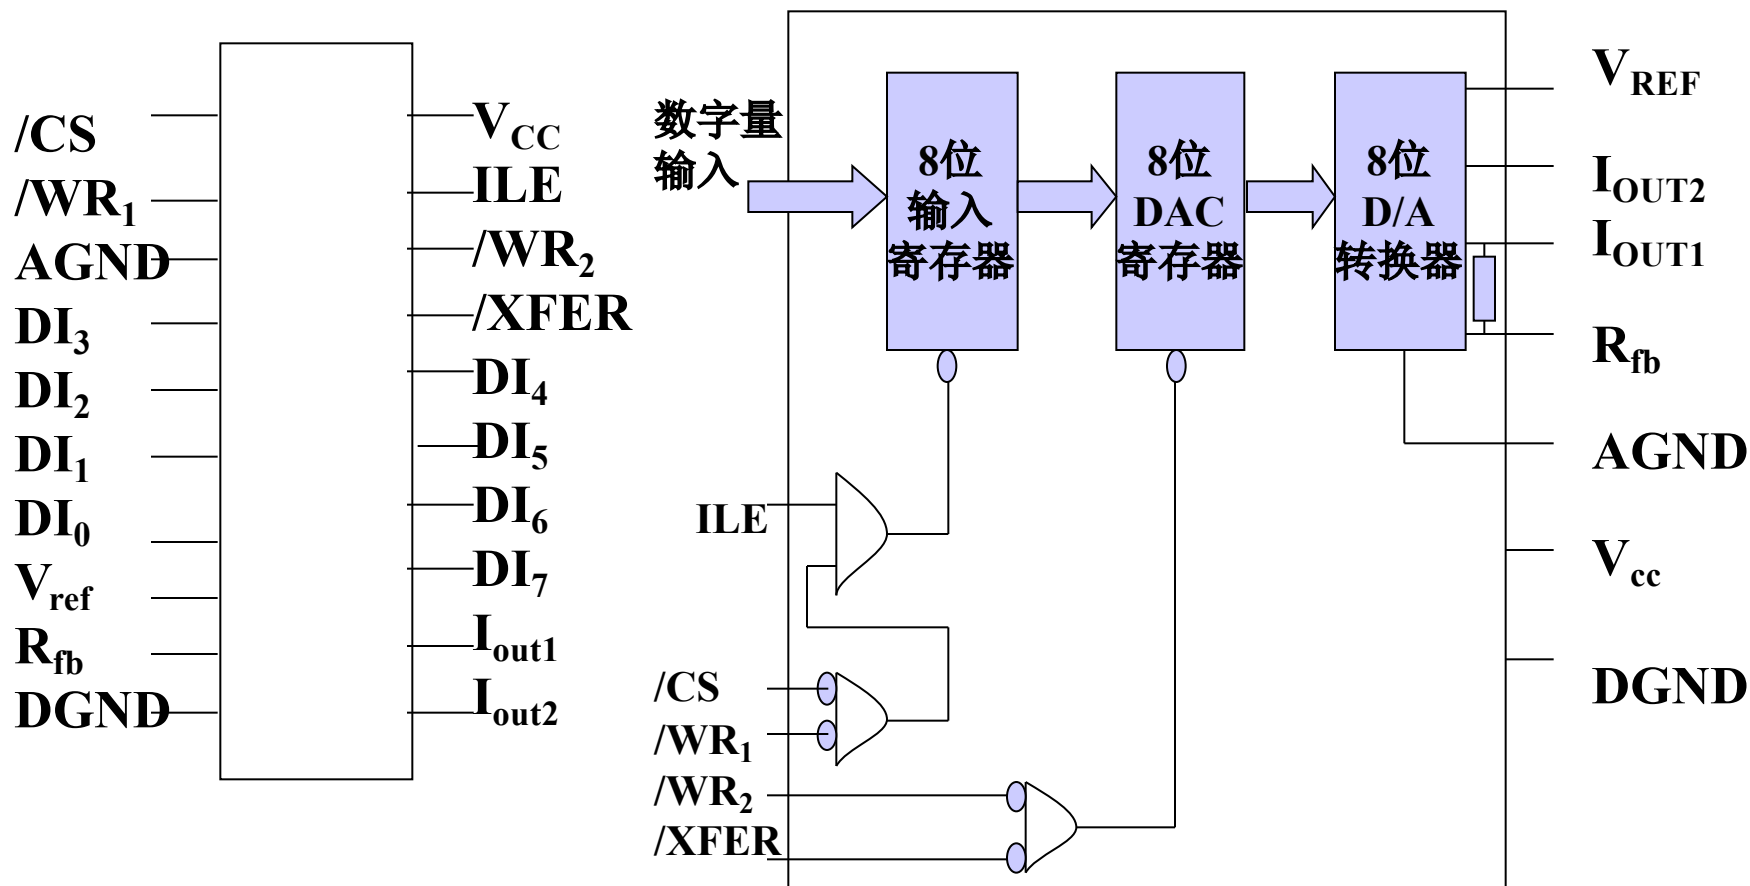 /CS
/WR₁
AGND
DI₃
DI₂
DI₁
DI₀
Vref
Rfb
DGND
VCC
ILE
/WR₂
/XFER
DI₄
DI₅
DI₆
DI₇
Iout1
Iout2
数字量
输入
8位
输入
寄存器
8位
DAC
寄存器
8位
D/A
转换器
ILE
/CS
/WR₁
/WR₂
/XFER
VREF
IOUT2
IOUT1
Rfb
AGND
Vcc
DGND